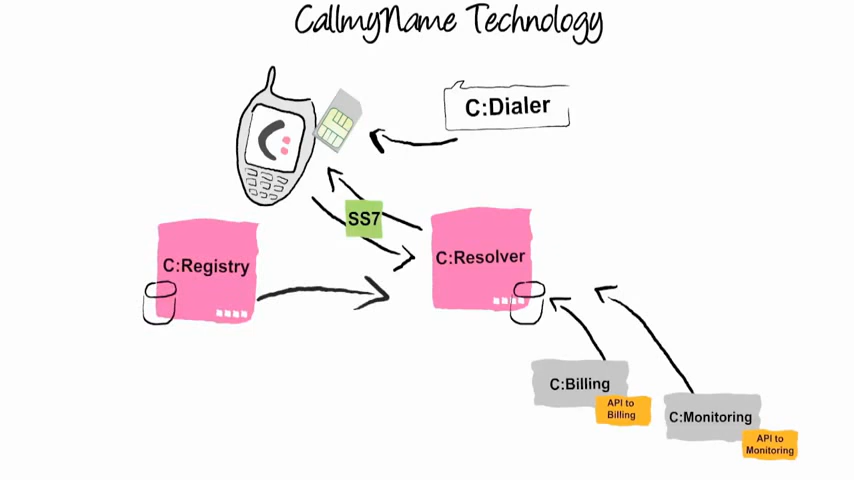 CallmyName Technology
C:Dialer
SS7
C:Registry
C:Resolver
C:Billing
API to
Billing
C:Monitoring
API to
Monitoring